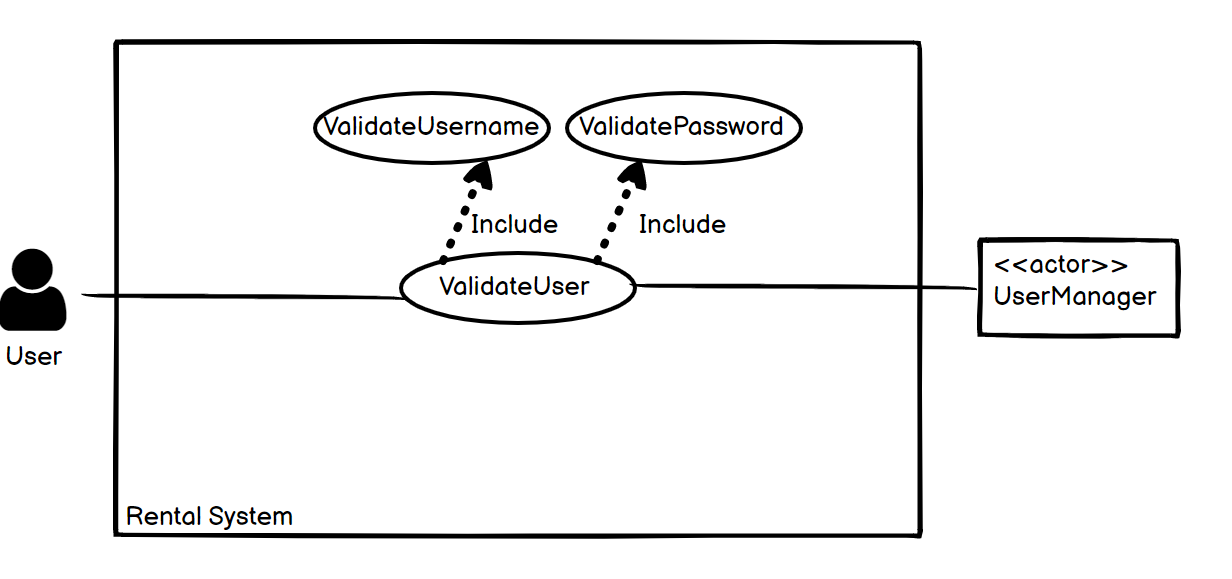 ValidateUsername
ValidatePassword
Include
Include
ValidateUser
<<actor>>
UserManager
User
Rental System